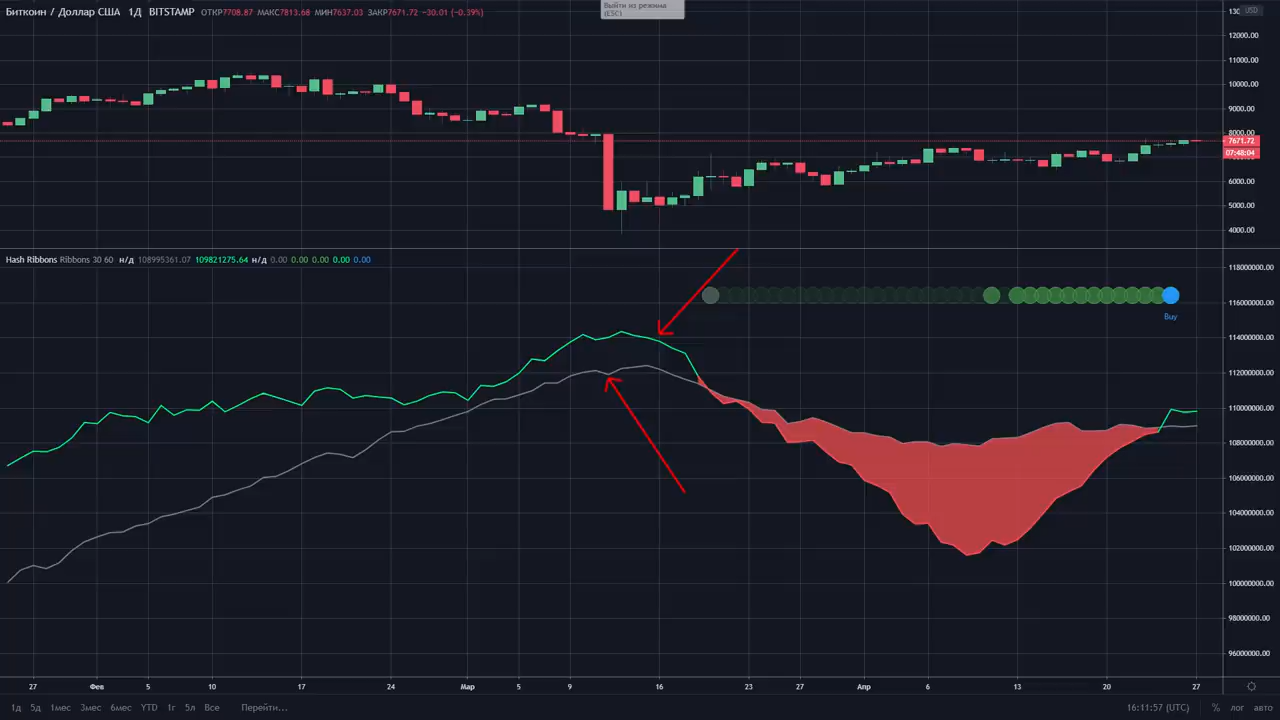 Биткоин / Доллар США 1Д BITSTAMP ОТКР7708.87 МАКС7813.68 МИН7637.03 ЗАКР7671.72 −30.01 (−0.39%)
Выйти из режима
(ESC)
USD
12000.00
11000.00
10000.00
9000.00
8000.00
7671.72
07:48:04
6000.00
5000.00
4000.00
Hash Ribbons Ribbons 30 60 н/д 108995361.07 109821275.64 н/д 0.00 0.00 0.00 0.00 0.00
118000000.00
116000000.00
Buy
114000000.00
112000000.00
110000000.00
108000000.00
106000000.00
104000000.00
102000000.00
100000000.00
98000000.00
96000000.00
27 Фев 5 10 17 24 Мар 5 9 16 23 27 Апр 6 13 20 27
1д 5д 1мес 3мес 6мес YTD 1г 5л Все Перейти... 16:11:57 (UTC) % лог авто